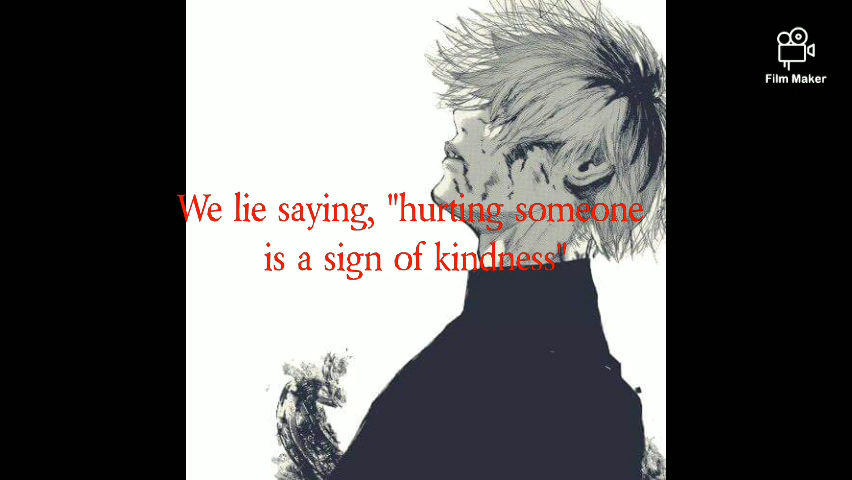 Film Maker
We lie saying, "hurting someone
is a sign of kindness"